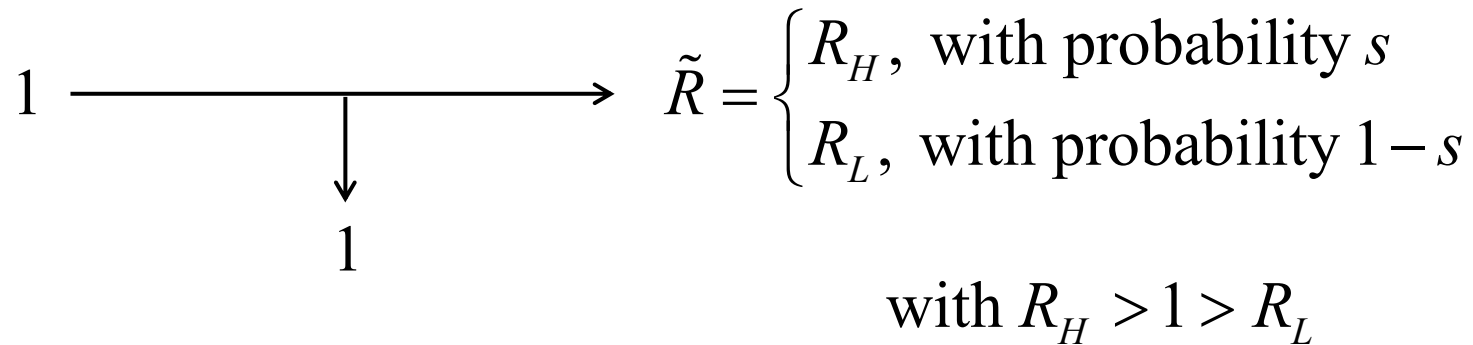 1
R̃ = { R_H, with probability s
R_L, with probability 1 − s
1
with R_H > 1 > R_L